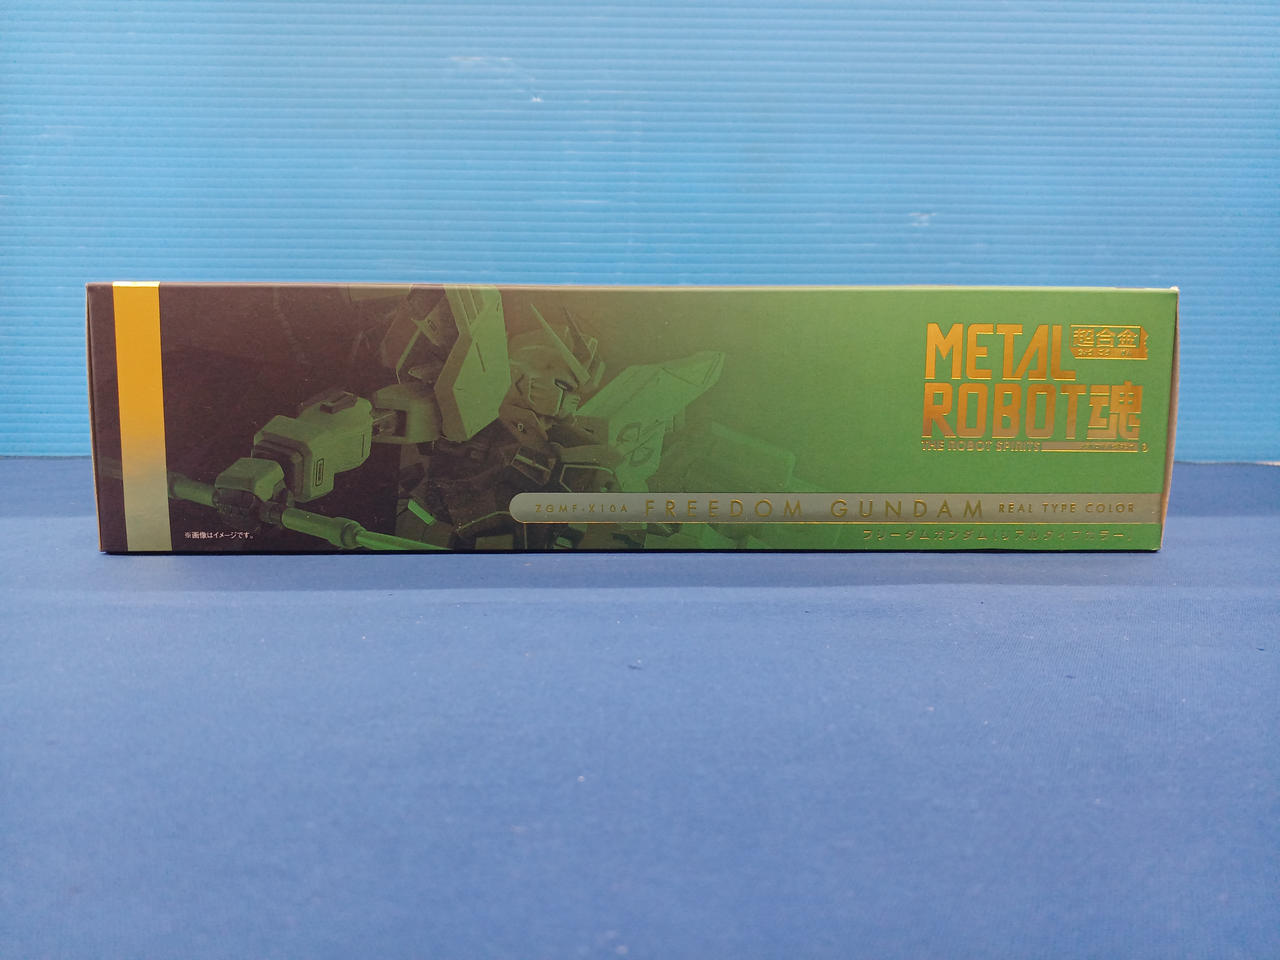 METAL 超合金
ROBOT魂
THE ROBOT SPIRITS
ZGMF-X10A FREEDOM GUNDAM REAL TYPE COLOR
フリーダムガンダム(リアルタイプカラー)
※画像はイメージです。